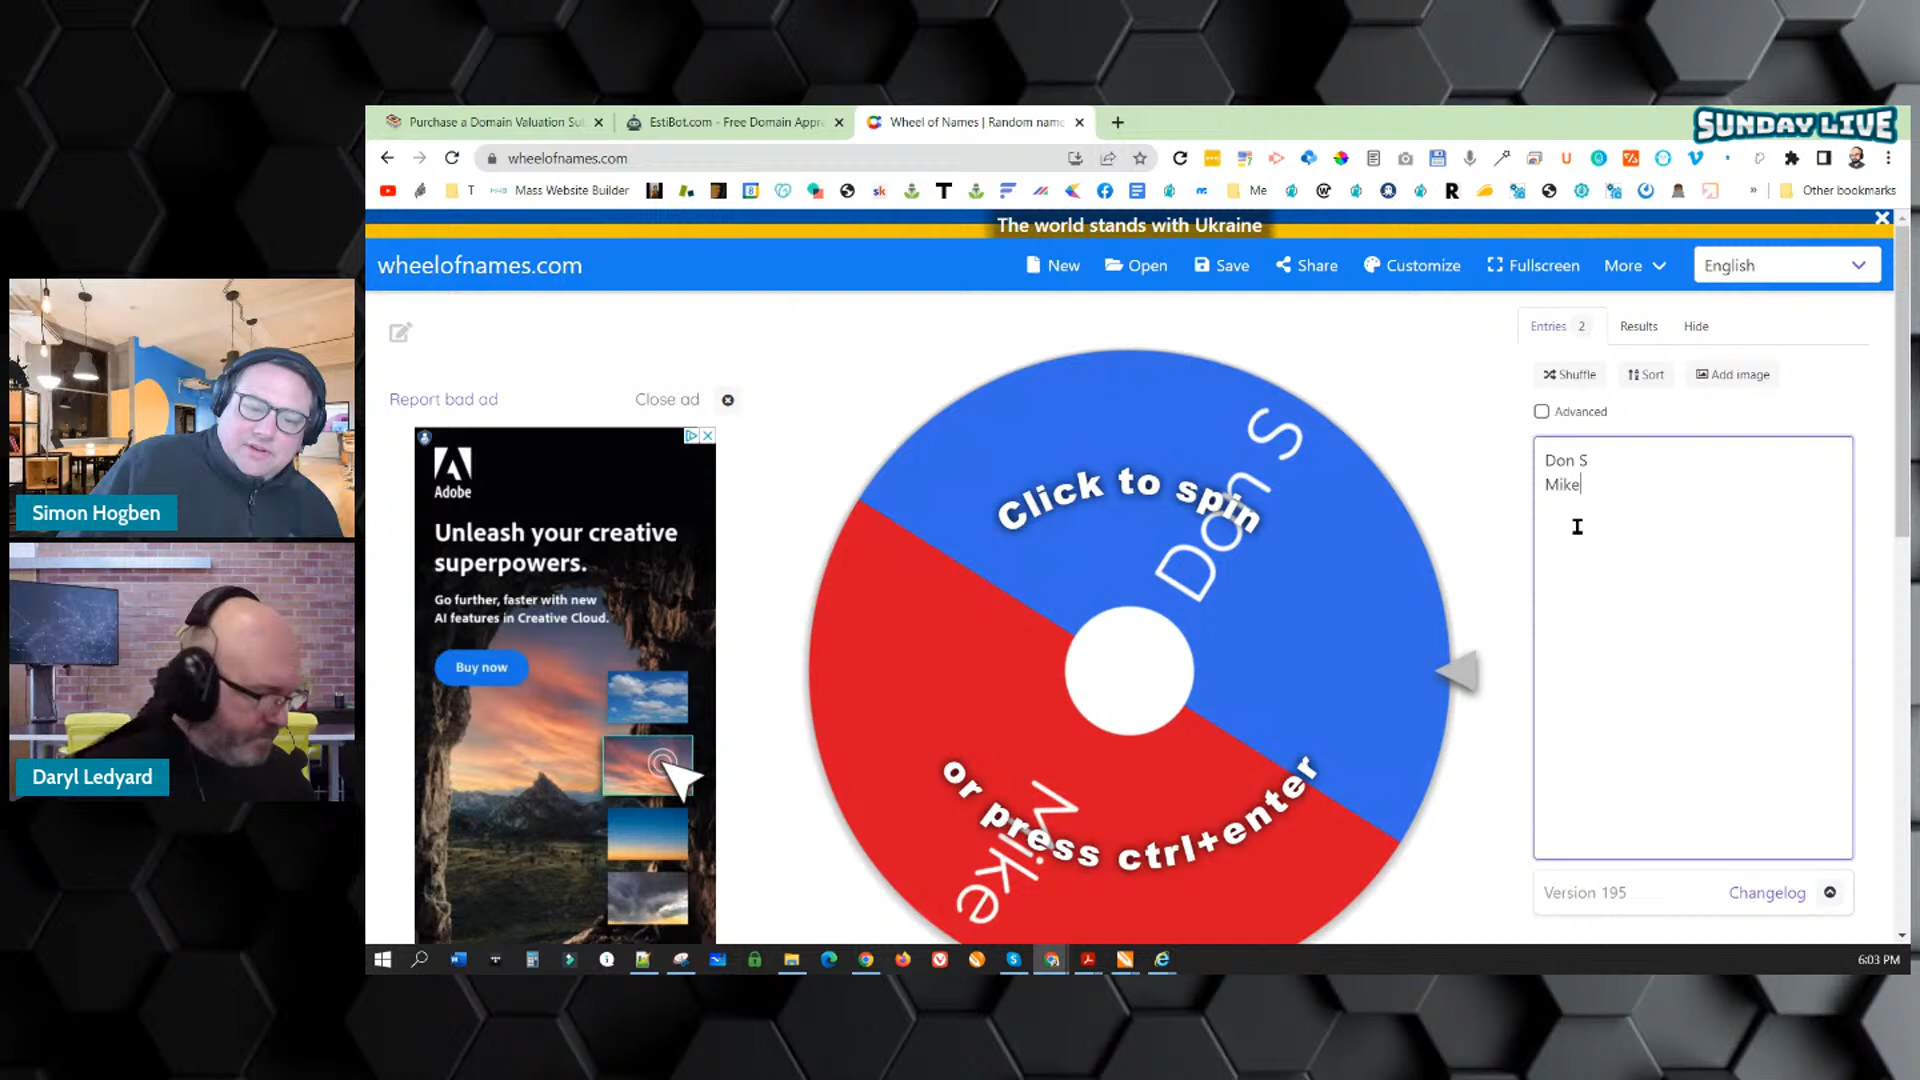 SUNDAY LIVE
Purchase a Domain Valuation Su
EstiBot.com - Free Domain Appr
Wheel of Names | Random name
wheelofnames.com
T
Mass Website Builder
sk
T
Me
R
Other bookmarks
The world stands with Ukraine
wheelofnames.com
New
Open
Save
Share
Customize
Fullscreen
More
English
Entries 2
Results
Hide
Shuffle
Sort
Add image
Advanced
Don S
Mike
Report bad ad
Close ad
Adobe
Unleash your creative
superpowers.
Go further, faster with new
AI features in Creative Cloud.
Buy now
Click to spin
Don S
or press ctrl+enter
Mike
Version 195
Changelog
Simon Hogben
Daryl Ledyard
6:03 PM